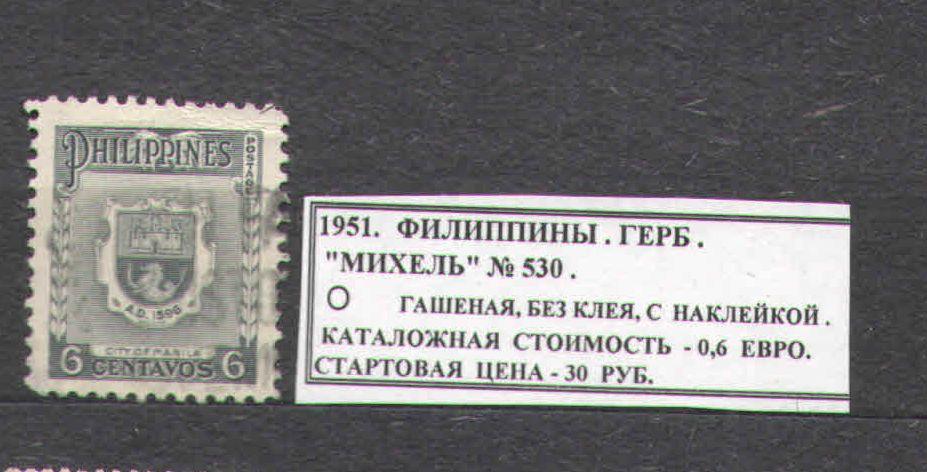 PHILIPPINES
POSTAGE
A.D. 1596
CITY OF MANILA
6 CENTAVOS 6
1951. ФИЛИППИНЫ . ГЕРБ .
"МИХЕЛЬ" № 530 .
О ГАШЕНАЯ, БЕЗ КЛЕЯ, С НАКЛЕЙКОЙ .
КАТАЛОЖНАЯ СТОИМОСТЬ - 0,6 ЕВРО.
СТАРТОВАЯ ЦЕНА - 30 РУБ.